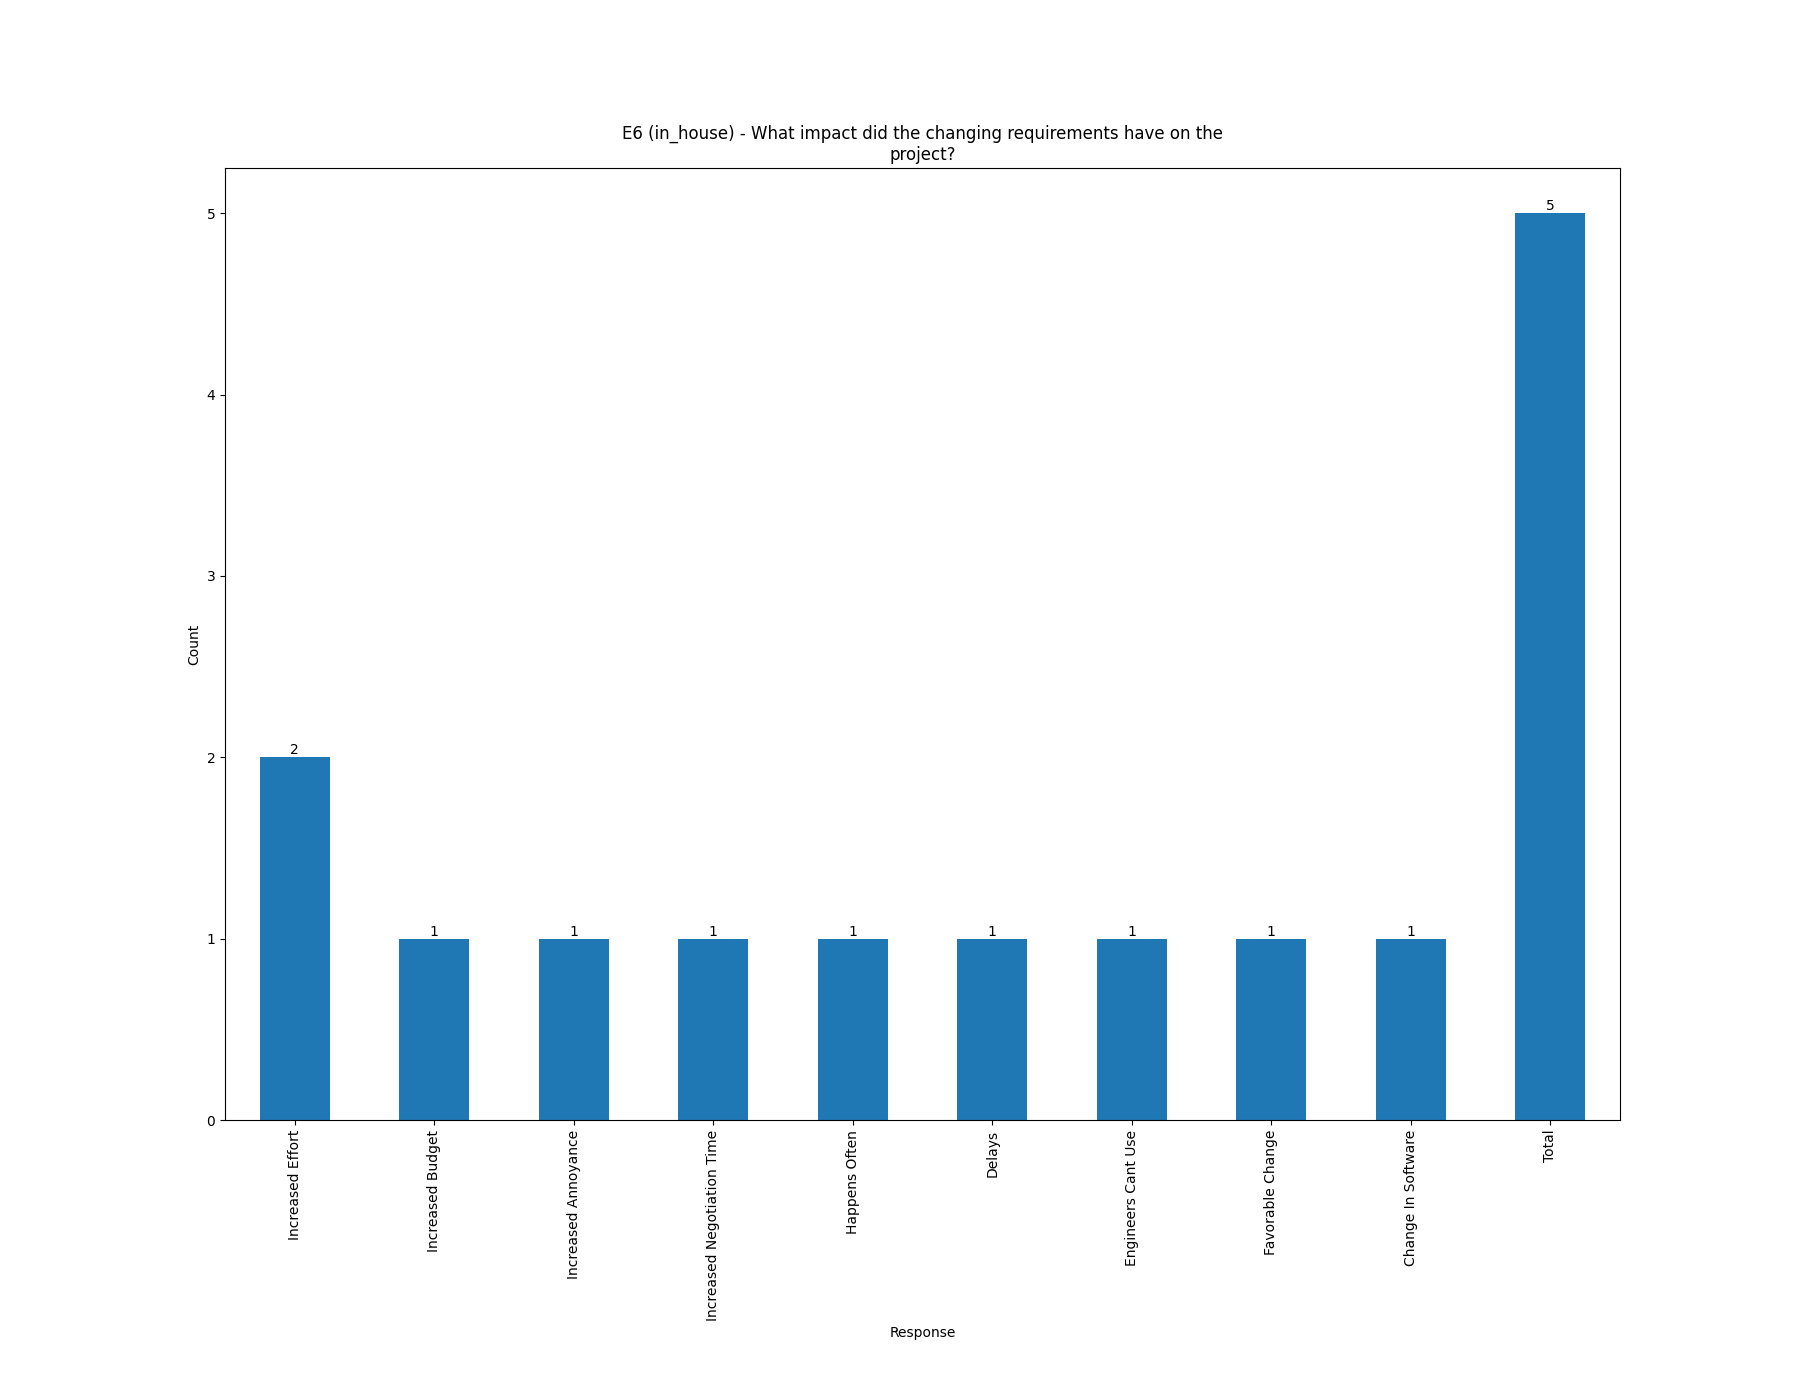 E6 (in_house) - What impact did the changing requirements have on the
project?
Count
5
4
3
2
1
0
2
1
1
1
1
1
1
1
1
5
Increased Effort
Increased Budget
Increased Annoyance
Increased Negotiation Time
Happens Often
Delays
Engineers Cant Use
Favorable Change
Change In Software
Total
Response